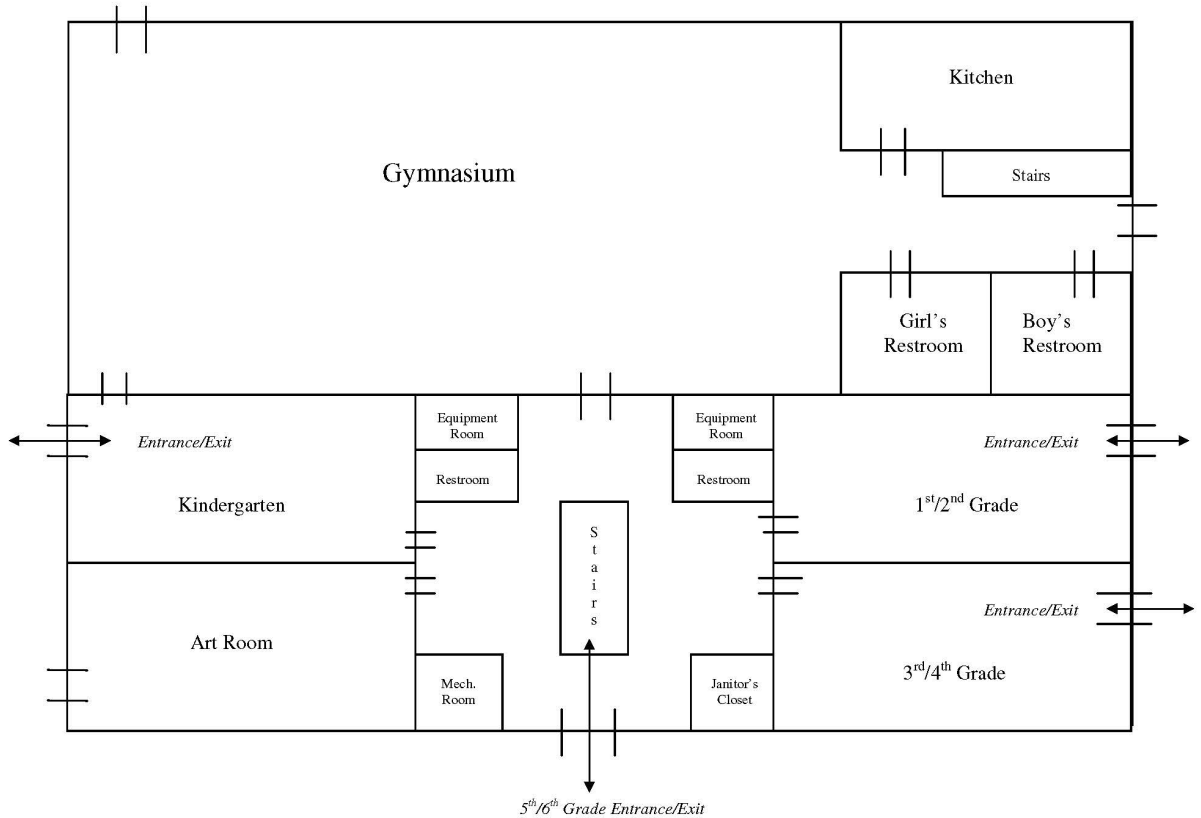 Kitchen
Gymnasium
Stairs
Girl's
Restroom
Boy's
Restroom
Equipment
Room
Equipment
Room
Entrance/Exit
Entrance/Exit
Restroom
Restroom
Kindergarten
1st/2nd Grade
Stairs
Entrance/Exit
Art Room
3rd/4th Grade
Mech.
Room
Janitor's
Closet
5th/6th Grade Entrance/Exit